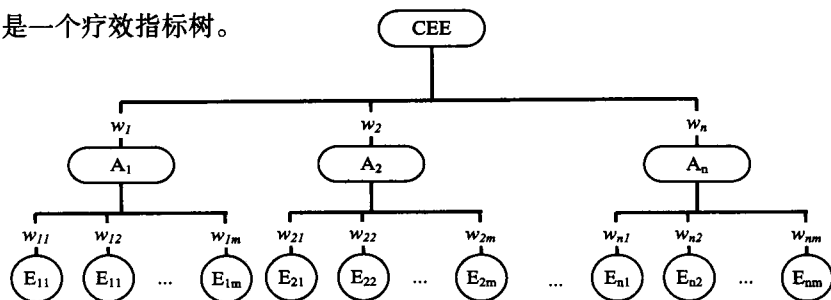 是一个疗效指标树。
CEE
w1 w2 wn
A1 A2 An
w11 w12 w1m w21 w22 w2m wn1 wn2 wnm
E11 E11 ... E1m E21 E22 ... E2m ... En1 En2 ... Enm